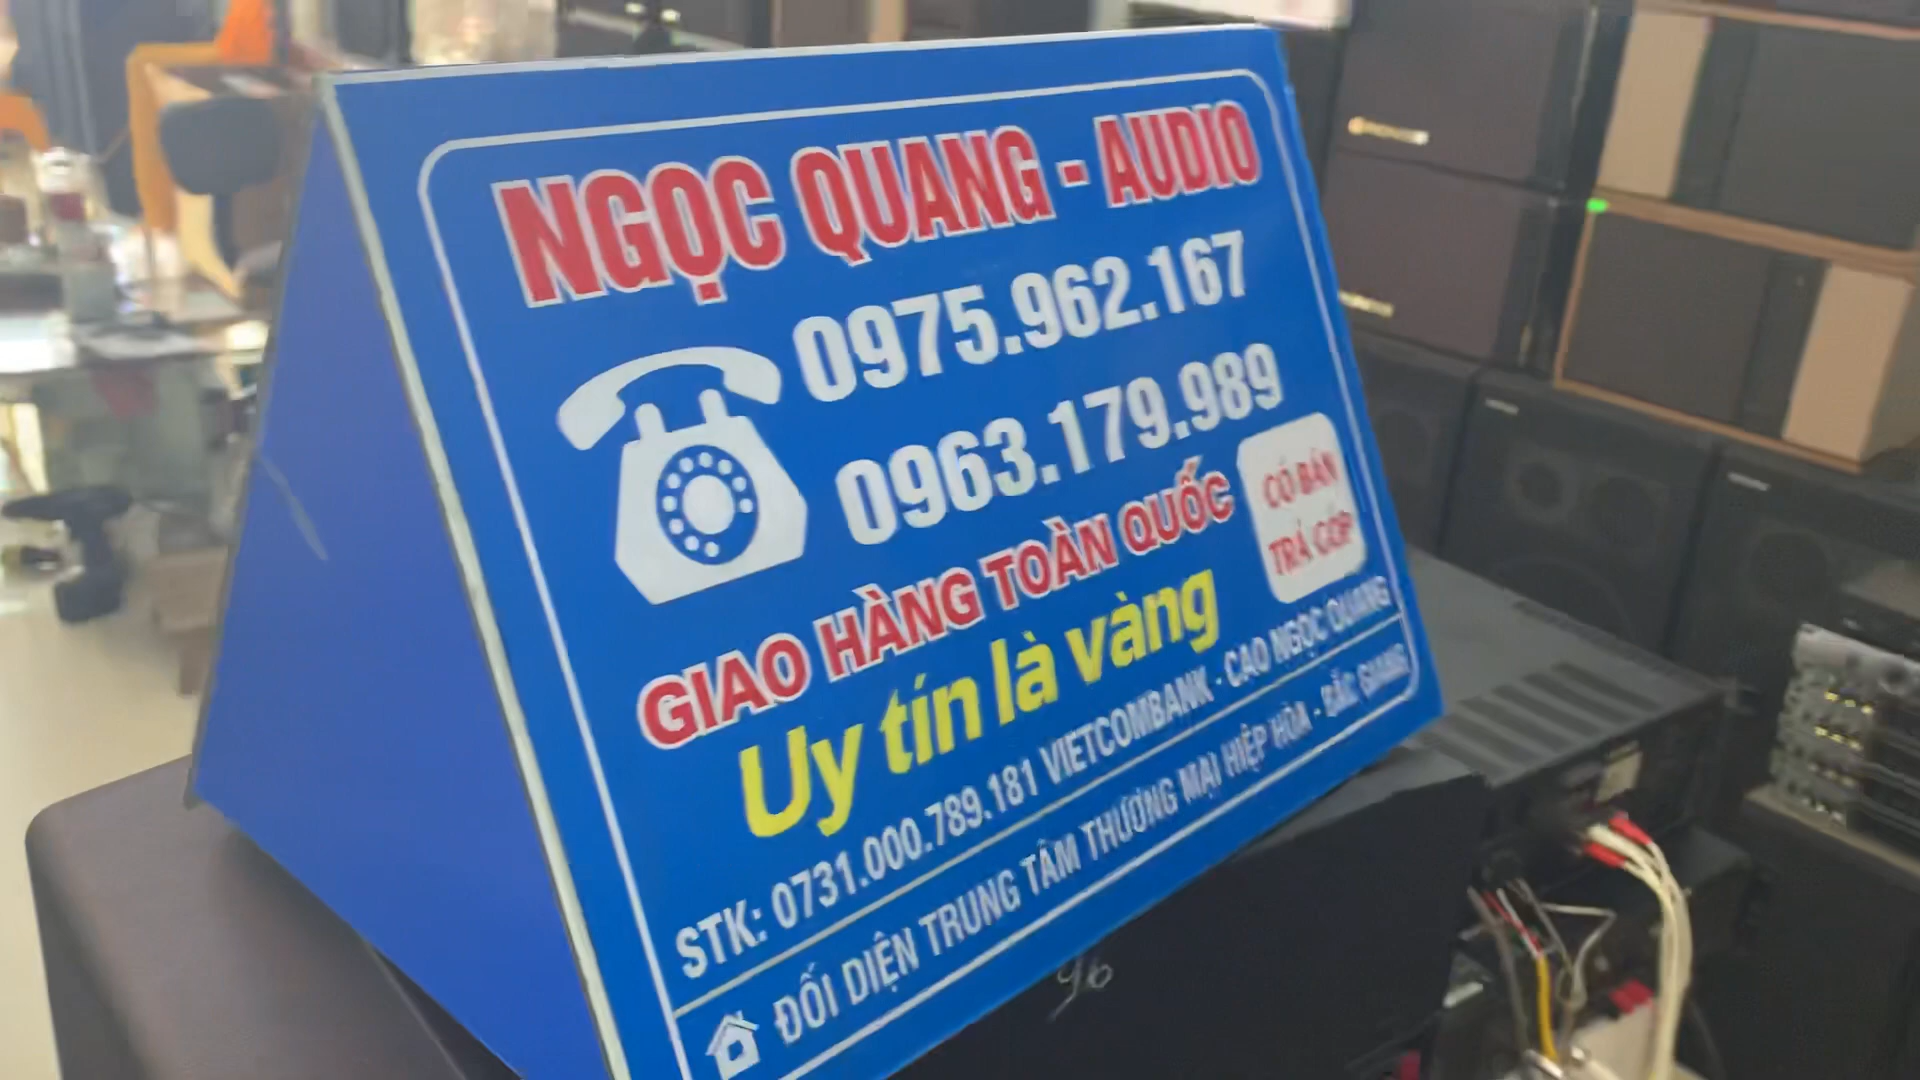 NGỌC QUANG - AUDIO
0975.962.167
0963.179.989
GIAO HÀNG TOÀN QUỐC
CÓ BÁN
TRẢ GÓP
Uy tín là vàng
STK: 0731.000.789.181 VIETCOMBANK - CAO NGỌC QUANG
ĐỐI DIỆN TRUNG TÂM THƯƠNG MẠI HIỆP HÒA - BẮC GIANG